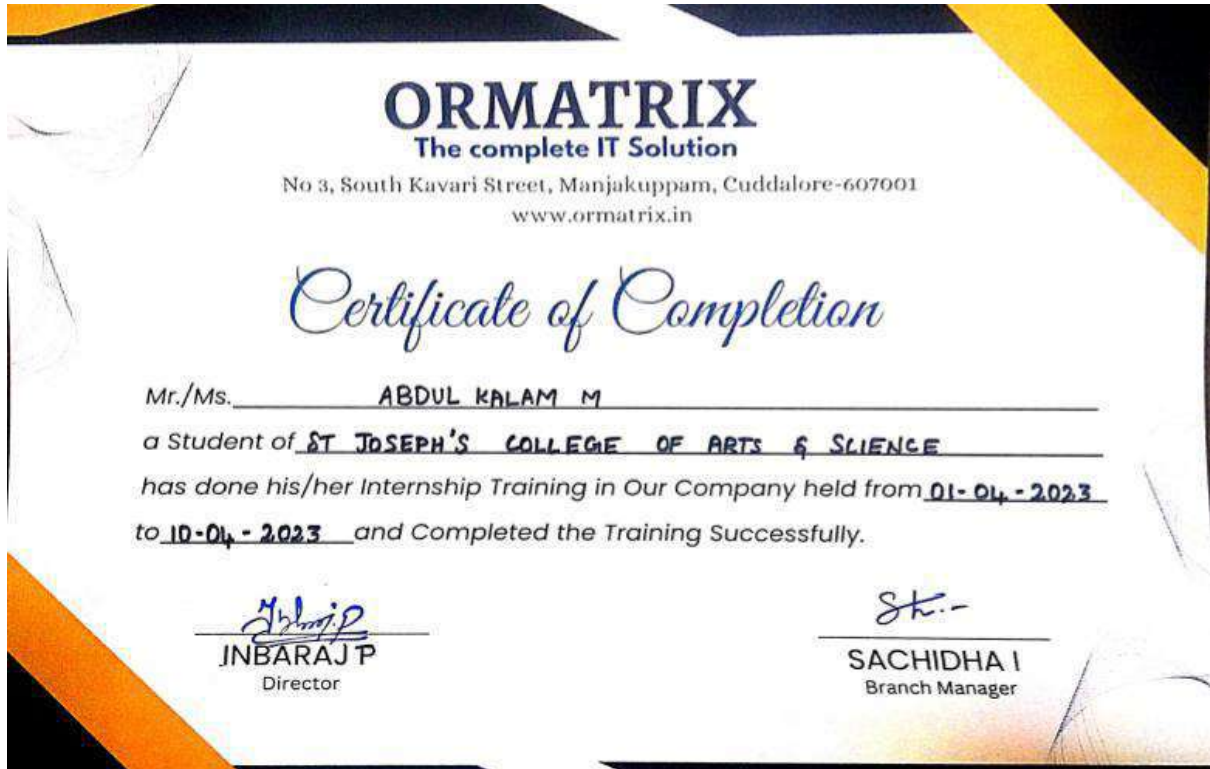 ORMATRIX
The complete IT Solution
No 3, South Kavari Street, Manjakuppam, Cuddalore-607001
www.ormatrix.in
Certificate of Completion
Mr./Ms. ABDUL KALAM M
a Student of ST JOSEPH'S COLLEGE OF ARTS & SCIENCE
has done his/her Internship Training in Our Company held from 01-04-2023
to 10-04-2023 and Completed the Training Successfully.
INBARAJ P SACHIDHA I
Director Branch Manager